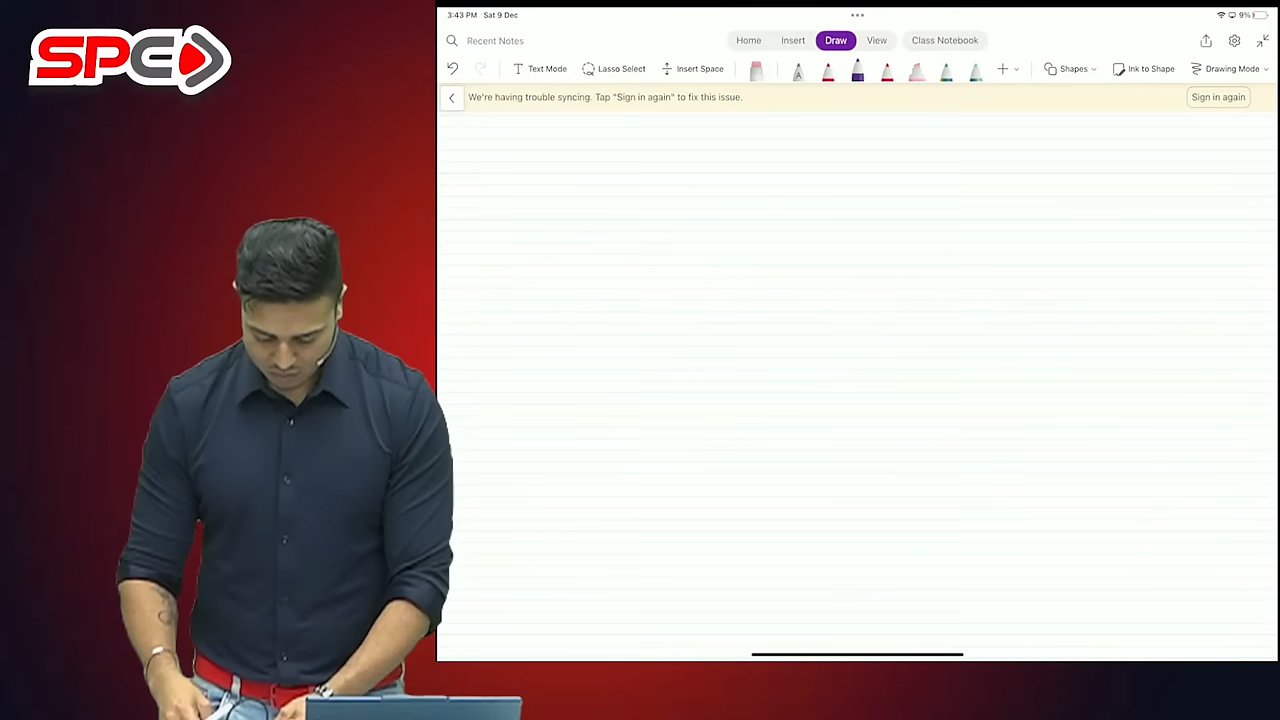 SPE
3:43 PM Sat 9 Dec
9%
Recent Notes
Home Insert Draw View Class Notebook
Text Mode Lasso Select Insert Space Shapes Ink to Shape Drawing Mode
We're having trouble syncing. Tap "Sign in again" to fix this issue.
Sign in again